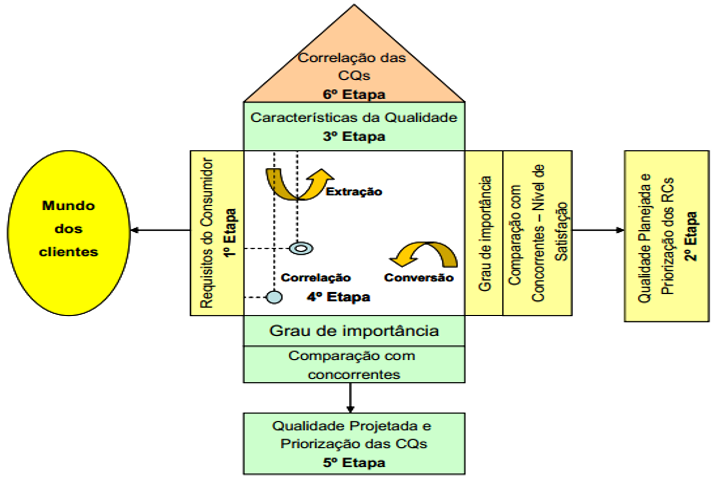 Correlação das
CQs
6º Etapa
Características da Qualidade
3º Etapa
Mundo
dos
clientes
Requisitos do Consumidor
1º Etapa
Extração
Correlação
4º Etapa
Conversão
Grau de importância
Comparação com
Concorrentes – Nível de
Satisfação
Qualidade Planejada e
Priorização dos RCs
2º Etapa
Grau de importância
Comparação com
concorrentes
Qualidade Projetada e
Priorização das CQs
5º Etapa